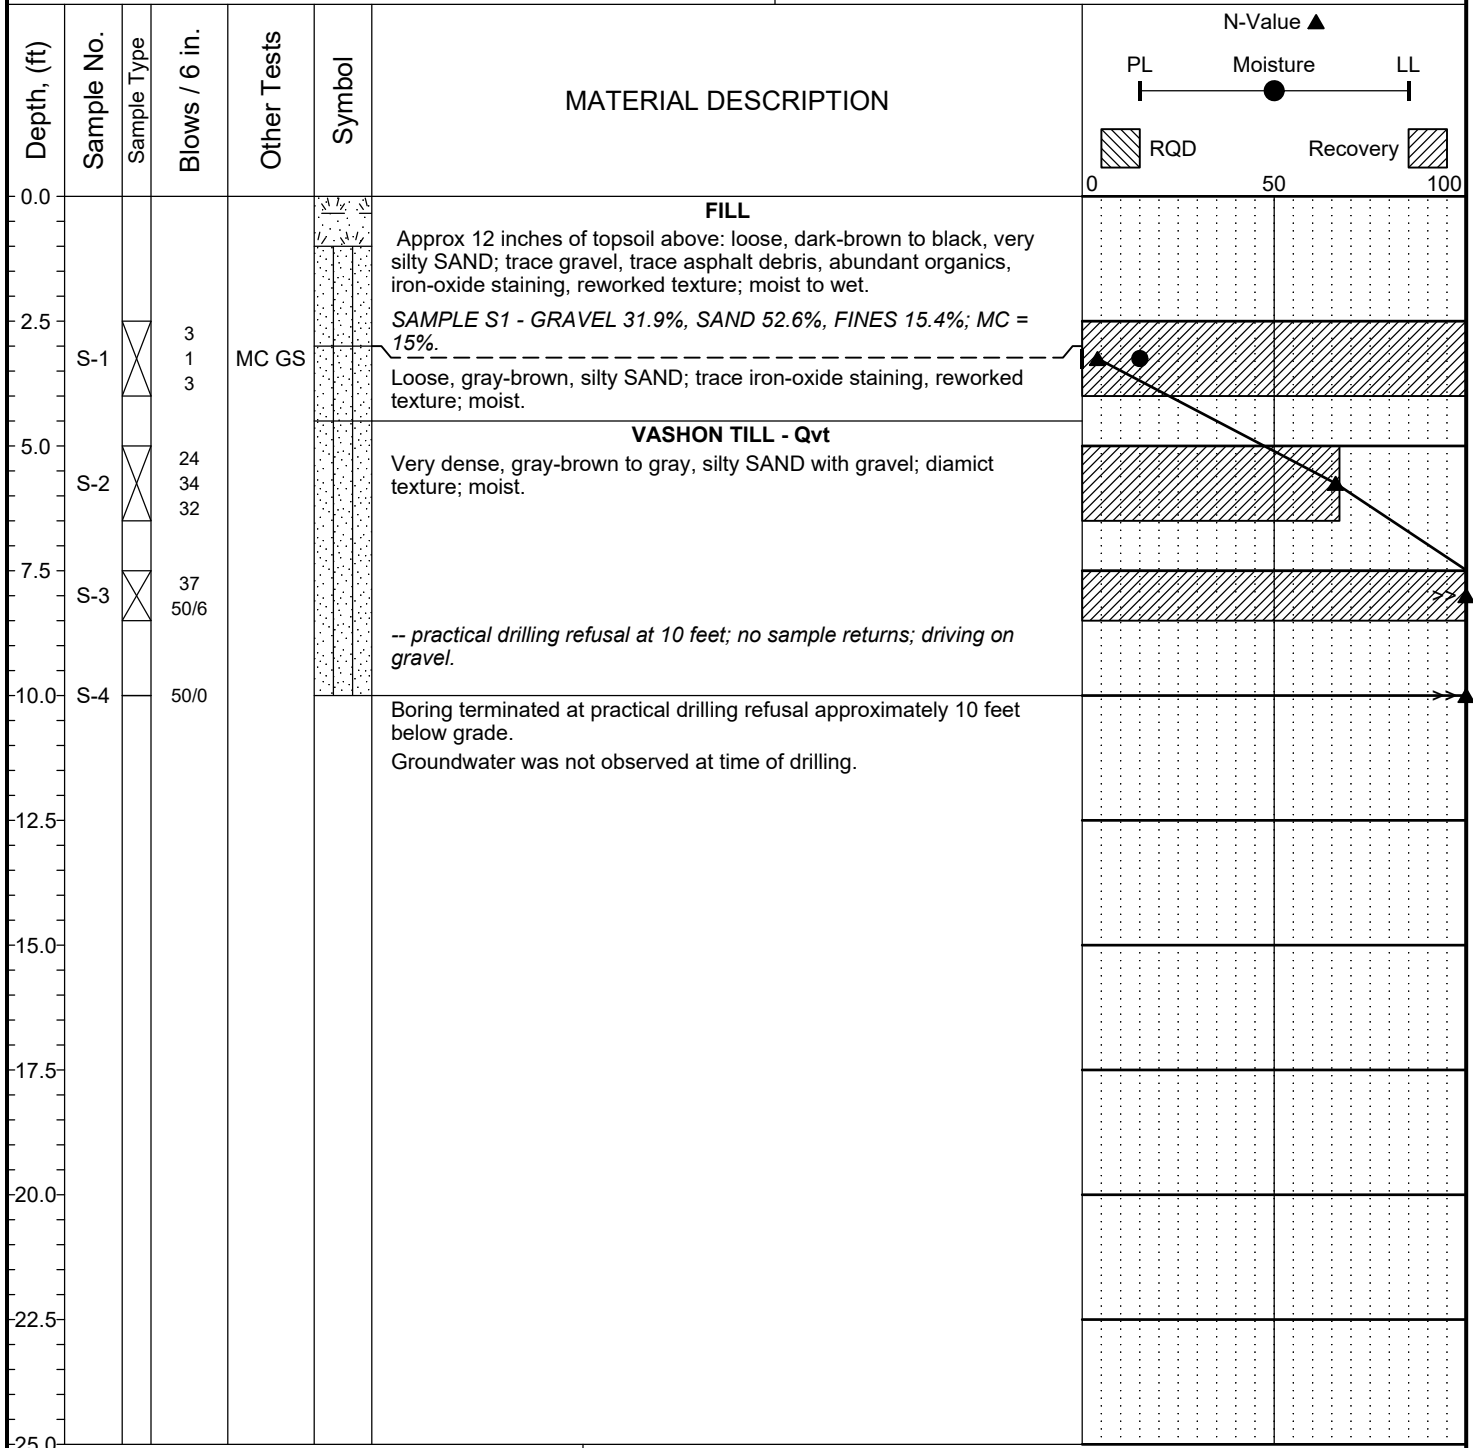 Depth, (ft)
Sample No.
Sample Type
Blows / 6 in.
Other Tests
Symbol
MATERIAL DESCRIPTION
N-Value ▲
PL Moisture LL
RQD Recovery
0 50 100
0.0
FILL
Approx 12 inches of topsoil above: loose, dark-brown to black, very
silty SAND; trace gravel, trace asphalt debris, abundant organics,
iron-oxide staining, reworked texture; moist to wet.
SAMPLE S1 - GRAVEL 31.9%, SAND 52.6%, FINES 15.4%; MC =
15%.
2.5
S-1
3
1
3
MC GS
Loose, gray-brown, silty SAND; trace iron-oxide staining, reworked
texture; moist.
VASHON TILL - Qvt
5.0
S-2
24
34
32
Very dense, gray-brown to gray, silty SAND with gravel; diamict
texture; moist.
7.5
S-3
37
50/6
>>▲
-- practical drilling refusal at 10 feet; no sample returns; driving on
gravel.
10.0 S-4 50/0 >>▲
Boring terminated at practical drilling refusal approximately 10 feet
below grade.
Groundwater was not observed at time of drilling.
12.5
15.0
17.5
20.0
22.5
25.0